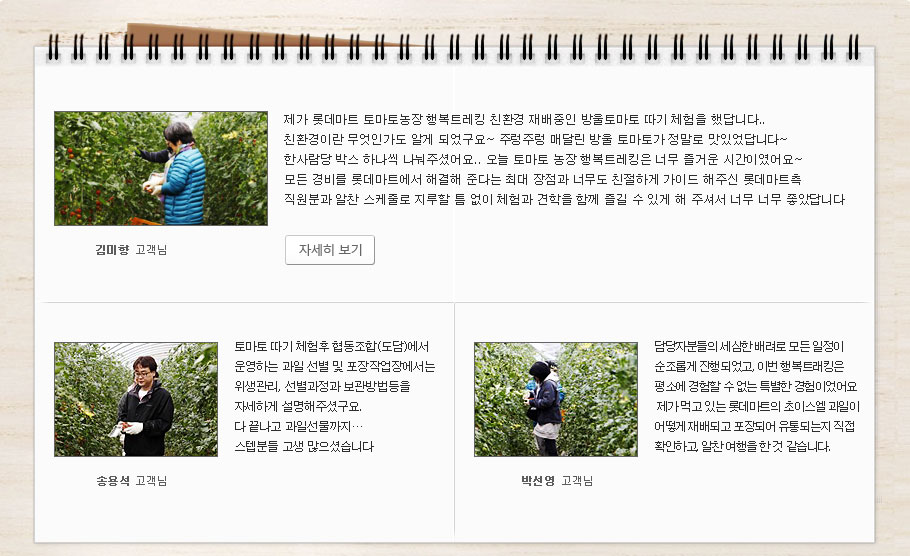 제가 롯데마트 토마토농장 행복트레킹 친환경 재배중인 방울토마토 따기 체험을 했답니다..
친환경이란 무엇인가도 알게 되었구요~ 주렁주렁 매달린 방울 토마토가 정말로 맛있었답니다~
한사람당 박스 하나씩 나눠주셨어요.. 오늘 토마토 농장 행복트레킹은 너무 즐거운 시간이였어요~
모든 경비를 롯데마트에서 해결해 준다는 최대 장점과 너무도 친절하게 가이드 해주신 롯데마트측
직원분과 알찬 스케줄로 지루할 틈 없이 체험과 견학을 함께 즐길 수 있게 해 주셔서 너무 너무 좋았답니다
김미향 고객님
자세히 보기
토마토 따기 체험후 협동조합(도담)에서
운영하는 과일 선별 및 포장작업장에서는
위생관리, 선별과정과 보관방법등을
자세하게 설명해주셨구요.
다 끝나고 과일선물까지…
스텝분들 고생 많으셨습니다
송용석 고객님
담당자분들의 세심한 배려로 모든 일정이
순조롭게 진행되었고, 이번 행복트래킹은
평소에 경험할 수 없는 특별한 경험이었어요
제가 먹고 있는 롯데마트의 초이스엘 과일이
어떻게 재배되고 포장되어 유통되는지 직접
확인하고, 알찬 여행을 한 것 같습니다.
박선영 고객님